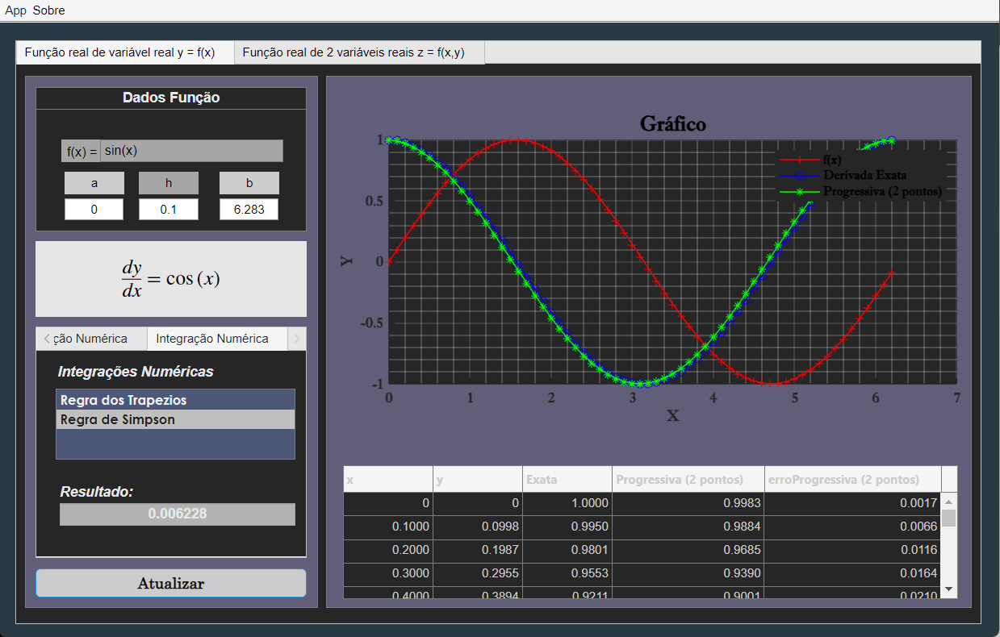 App Sobre
Função real de variável real y = f(x) Função real de 2 variáveis reais z = f(x,y)
Dados Função
f(x) = sin(x)
a h b
0 0.1 6.283
dy
dx = cos (x)
ção Numérica Integração Numérica
Integrações Numéricas
Regra dos Trapezios
Regra de Simpson
Resultado:
0.006228
Atualizar
Gráfico
1
0.5
0
-0.5
-1
Y
f(x)
Derivada Exata
Progressiva (2 pontos)
0 1 2 3 4 5 6 7
X
x y Exata Progressiva (2 pontos) erroProgressiva (2 pontos)
0 0 1.0000 0.9983 0.0017
0.1000 0.0998 0.9950 0.9884 0.0066
0.2000 0.1987 0.9801 0.9685 0.0116
0.3000 0.2955 0.9553 0.9390 0.0164
0.4000 0.3894 0.9211 0.9001 0.0210